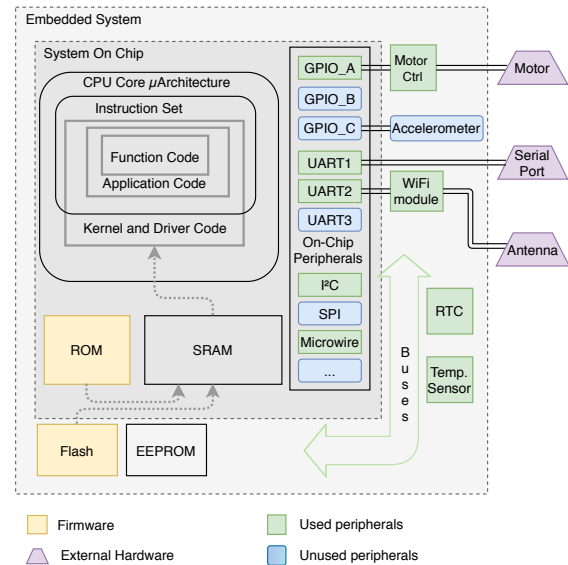 Embedded System
System On Chip
CPU Core µArchitecture
Instruction Set
Function Code
Application Code
Kernel and Driver Code
ROM
SRAM
Flash
EEPROM
GPIO_A
GPIO_B
GPIO_C
UART1
UART2
UART3
On-Chip
Peripherals
I²C
SPI
Microwire
...
Motor
Ctrl
Accelerometer
WiFi
module
Motor
Serial
Port
Antenna
Buses
RTC
Temp.
Sensor
Firmware
Used peripherals
External Hardware
Unused peripherals